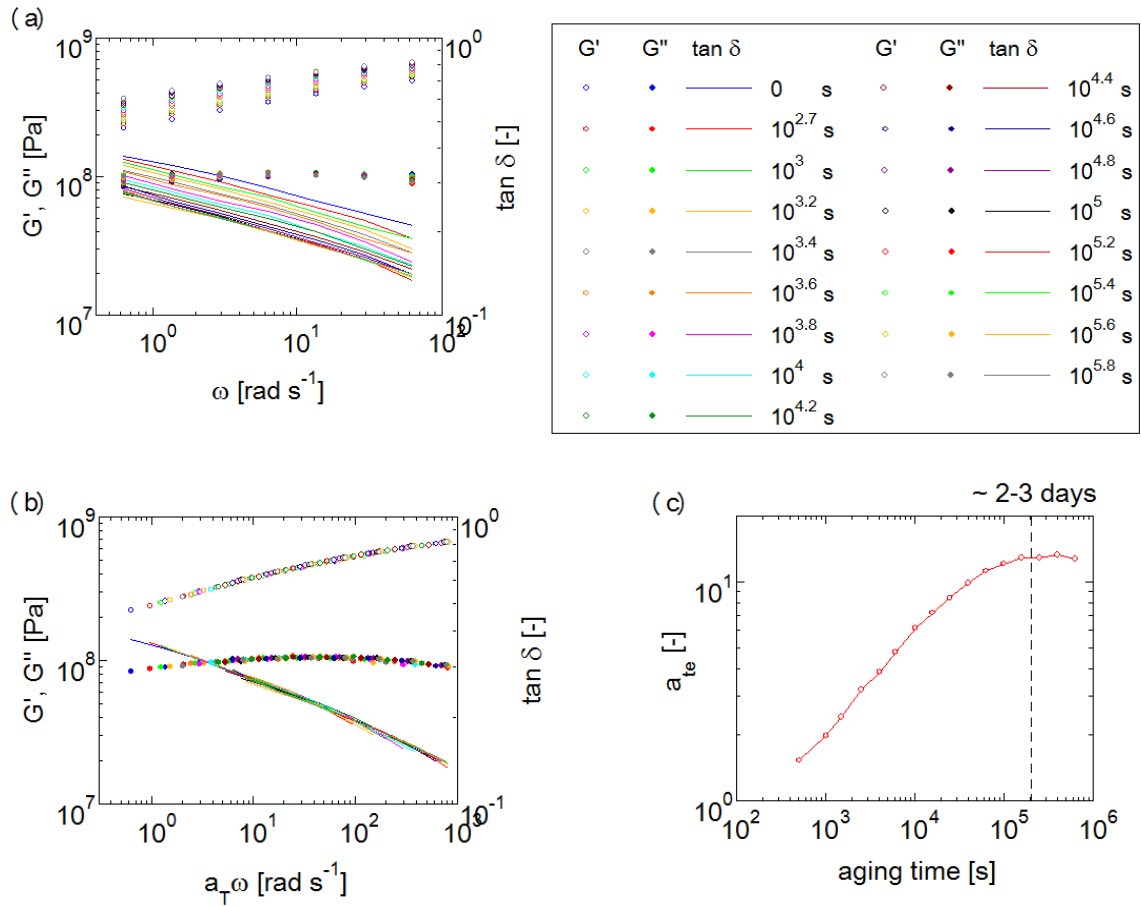 (a)
10^9
10^8
10^7
G', G'' [Pa]
10^0
10^-1
tan δ [-]
10^0
10^1
10^2
ω [rad s^-1]
G' G'' tan δ G' G'' tan δ
0 s 10^4.4 s
10^2.7 s 10^4.6 s
10^3 s 10^4.8 s
10^3.2 s 10^5 s
10^3.4 s 10^5.2 s
10^3.6 s 10^5.4 s
10^3.8 s 10^5.6 s
10^4 s 10^5.8 s
10^4.2 s
(b)
10^9
10^8
10^7
G', G'' [Pa]
10^0
10^-1
tan δ [-]
10^0
10^1
10^2
10^3
a_T ω [rad s^-1]
(c)
~ 2-3 days
10^1
10^0
a_te [-]
10^2
10^3
10^4
10^5
10^6
aging time [s]